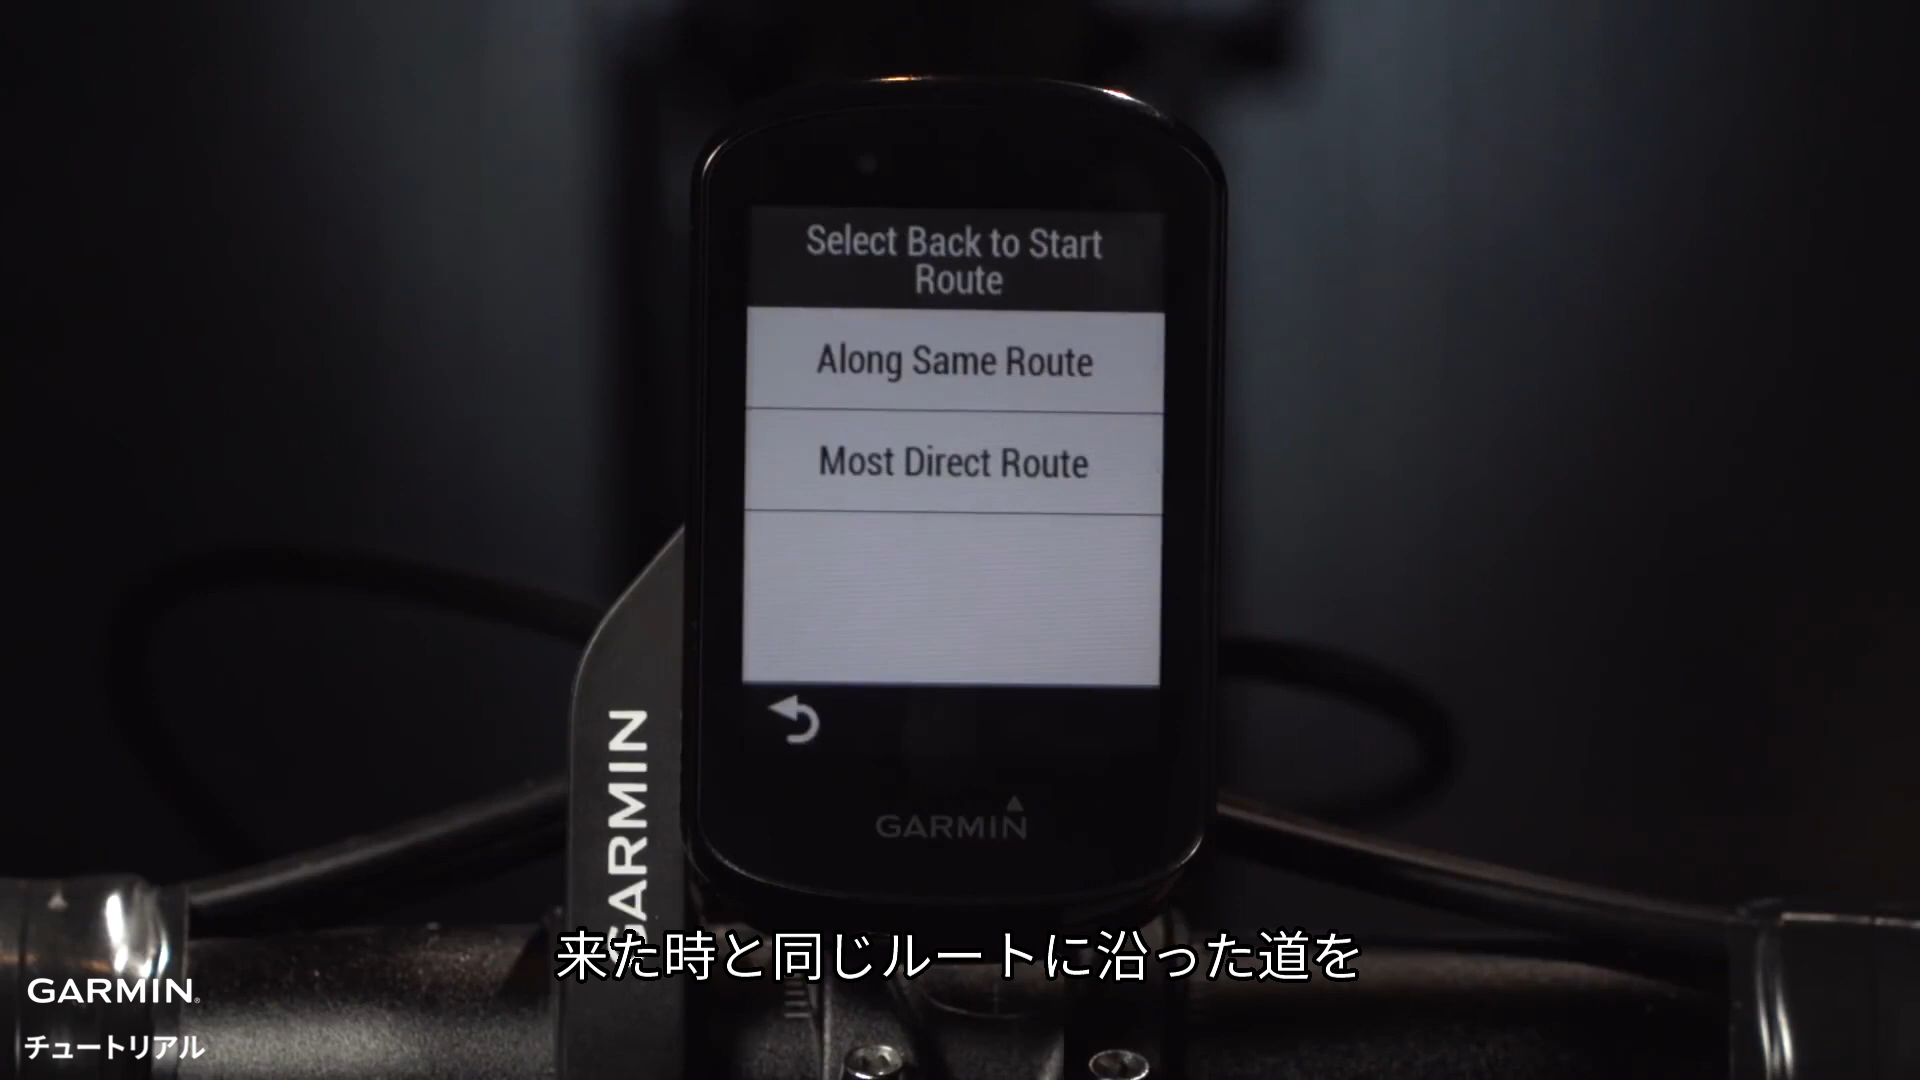 Select Back to Start
Route
Along Same Route
Most Direct Route
GARMIN
GARMIN
来た時と同じルートに沿った道を
GARMIN
チュートリアル